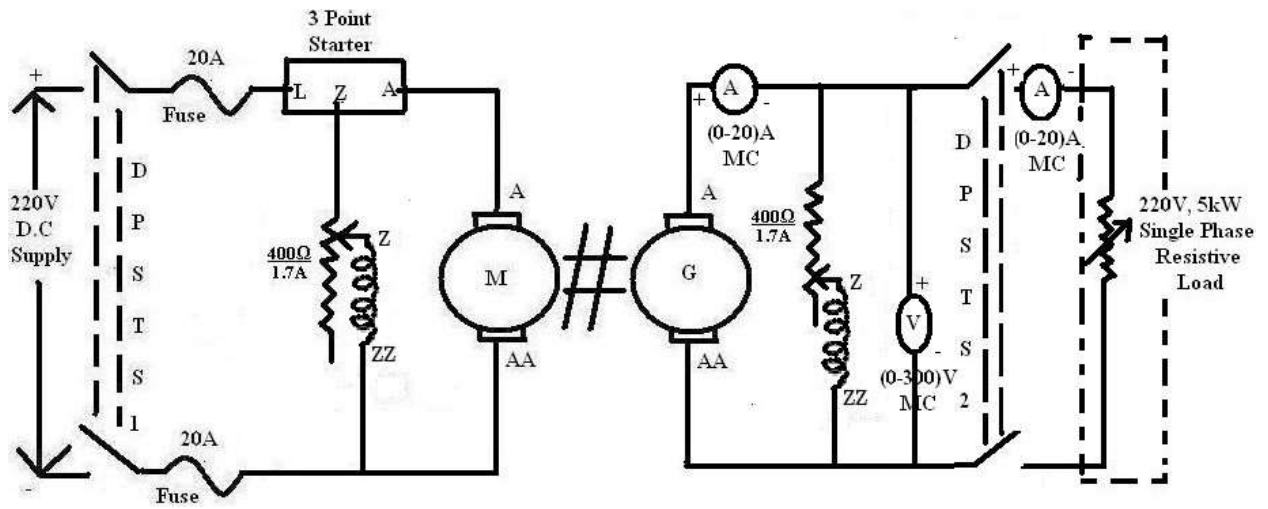 3 Point
Starter
20A
Fuse
L
Z
A
+
220V
D.C
Supply
-
D
P
S
T
S
1
400Ω
1.7A
Z
ZZ
A
M
AA
20A
Fuse
A
+
-
(0-20)A
MC
A
G
AA
400Ω
1.7A
Z
ZZ
+
V
-
(0-300)V
MC
D
P
S
T
S
2
+
A
-
(0-20)A
MC
220V, 5kW
Single Phase
Resistive
Load